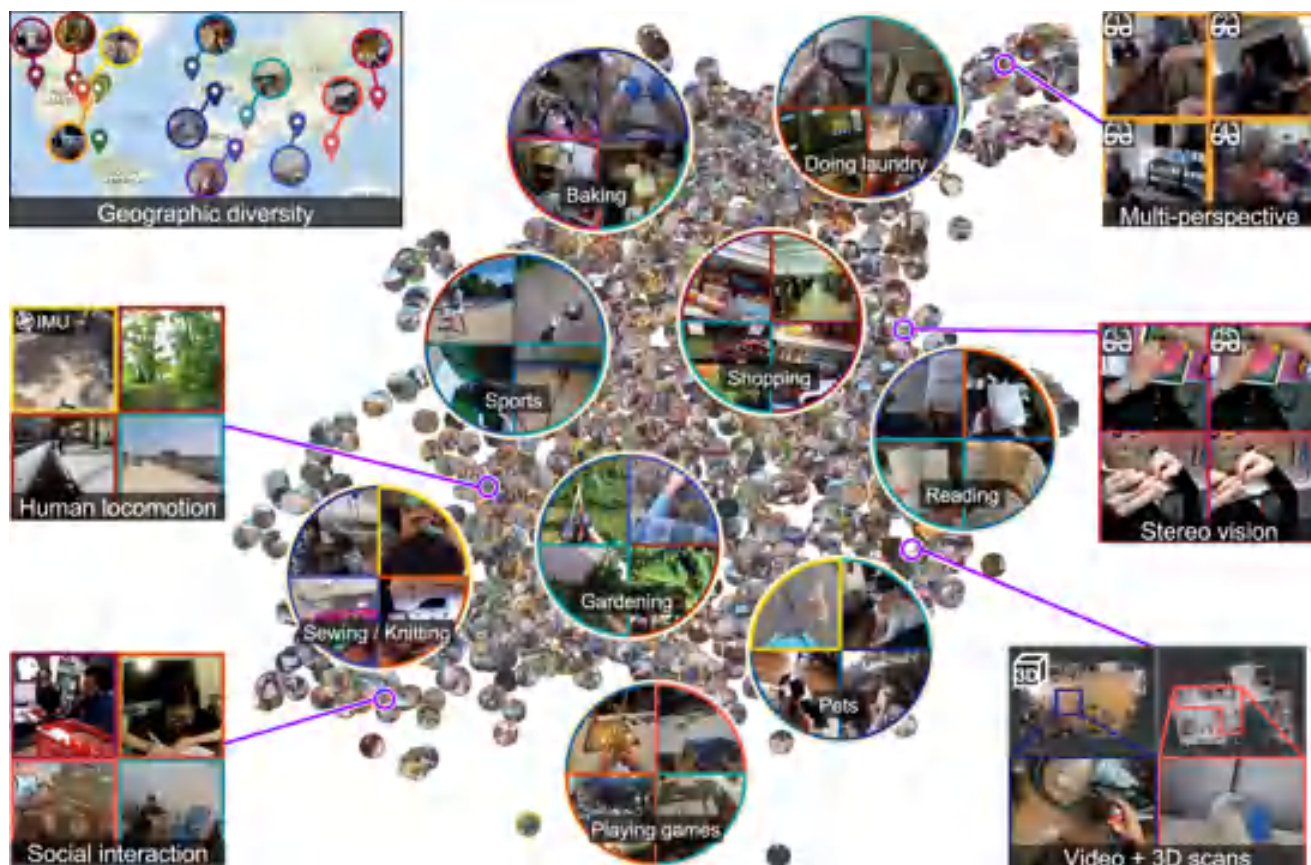 Geographic diversity
Baking
Doing laundry
Multi-perspective
Sports
Shopping
IMU
Human locomotion
Reading
Stereo vision
Gardening
Sewing / Knitting
Pets
3D
Social interaction
Playing games
Video + 3D scans